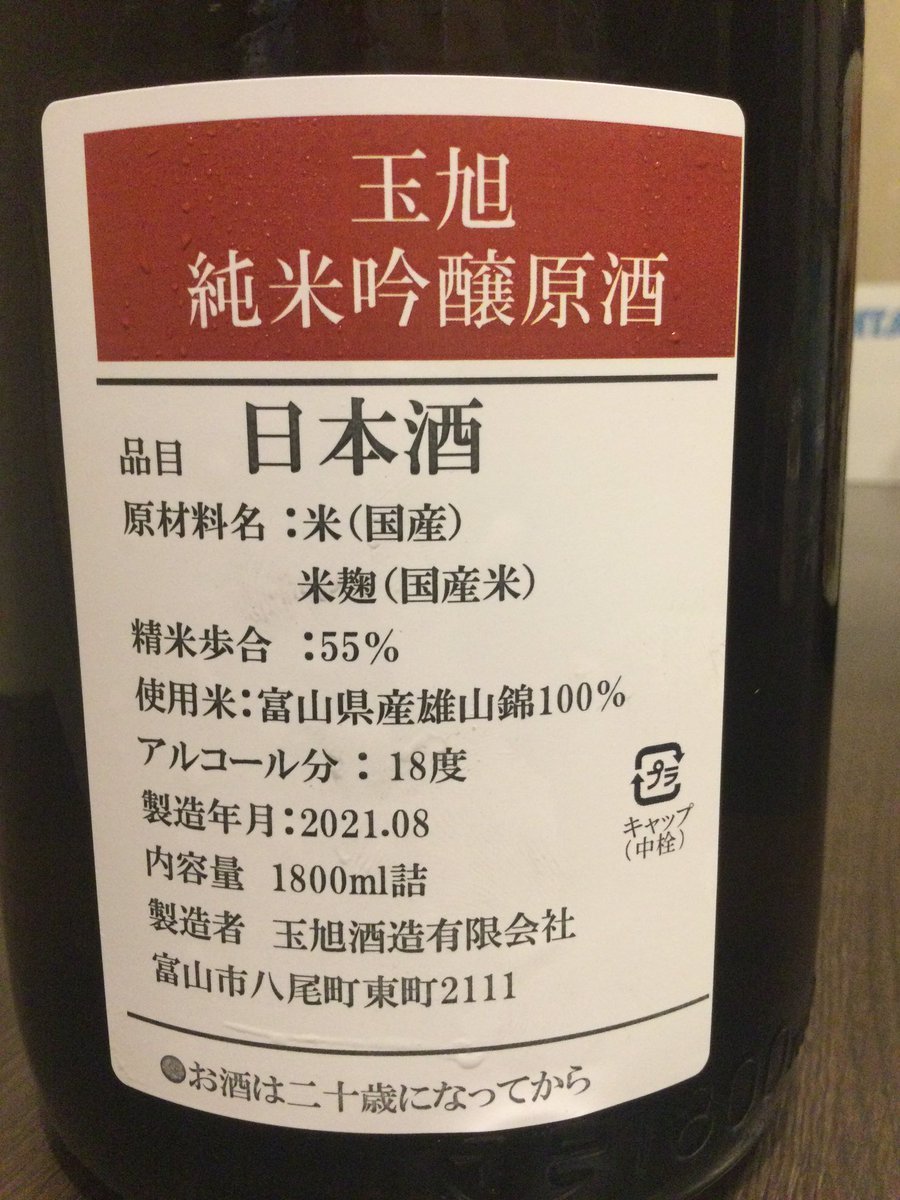 玉旭
純米吟醸原酒
品目 日本酒
原材料名：米（国産）
米麹（国産米）
精米歩合：55％
使用米：富山県産雄山錦100％
アルコール分：18度
製造年月：2021.08
内容量 1800ml詰
製造者 玉旭酒造有限会社
富山市八尾町東町2111
プラ
キャップ
（中栓）
●お酒は二十歳になってから